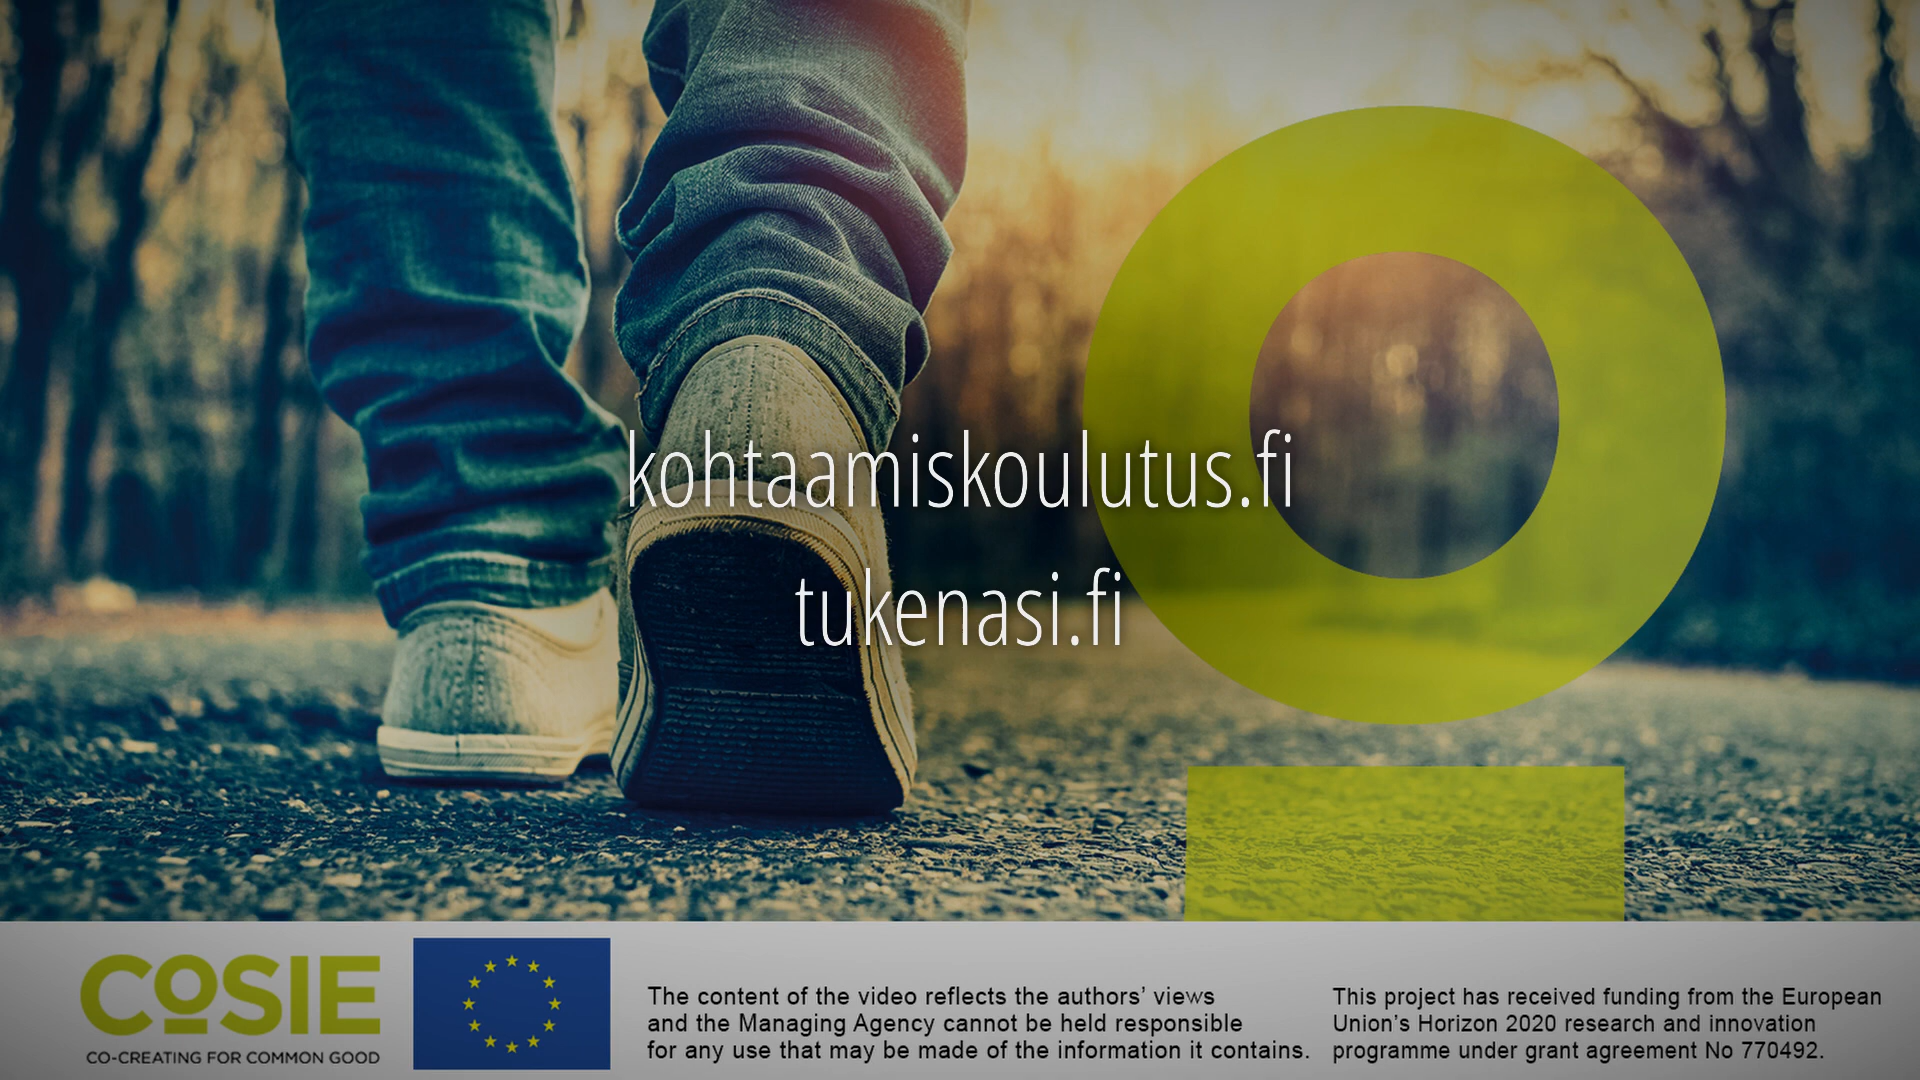 kohtaamiskoulutus.fi
tukenasi.fi
COSIE
CO-CREATING FOR COMMON GOOD
The content of the video reflects the authors’ views
and the Managing Agency cannot be held responsible
for any use that may be made of the information it contains.
This project has received funding from the European
Union’s Horizon 2020 research and innovation
programme under grant agreement No 770492.